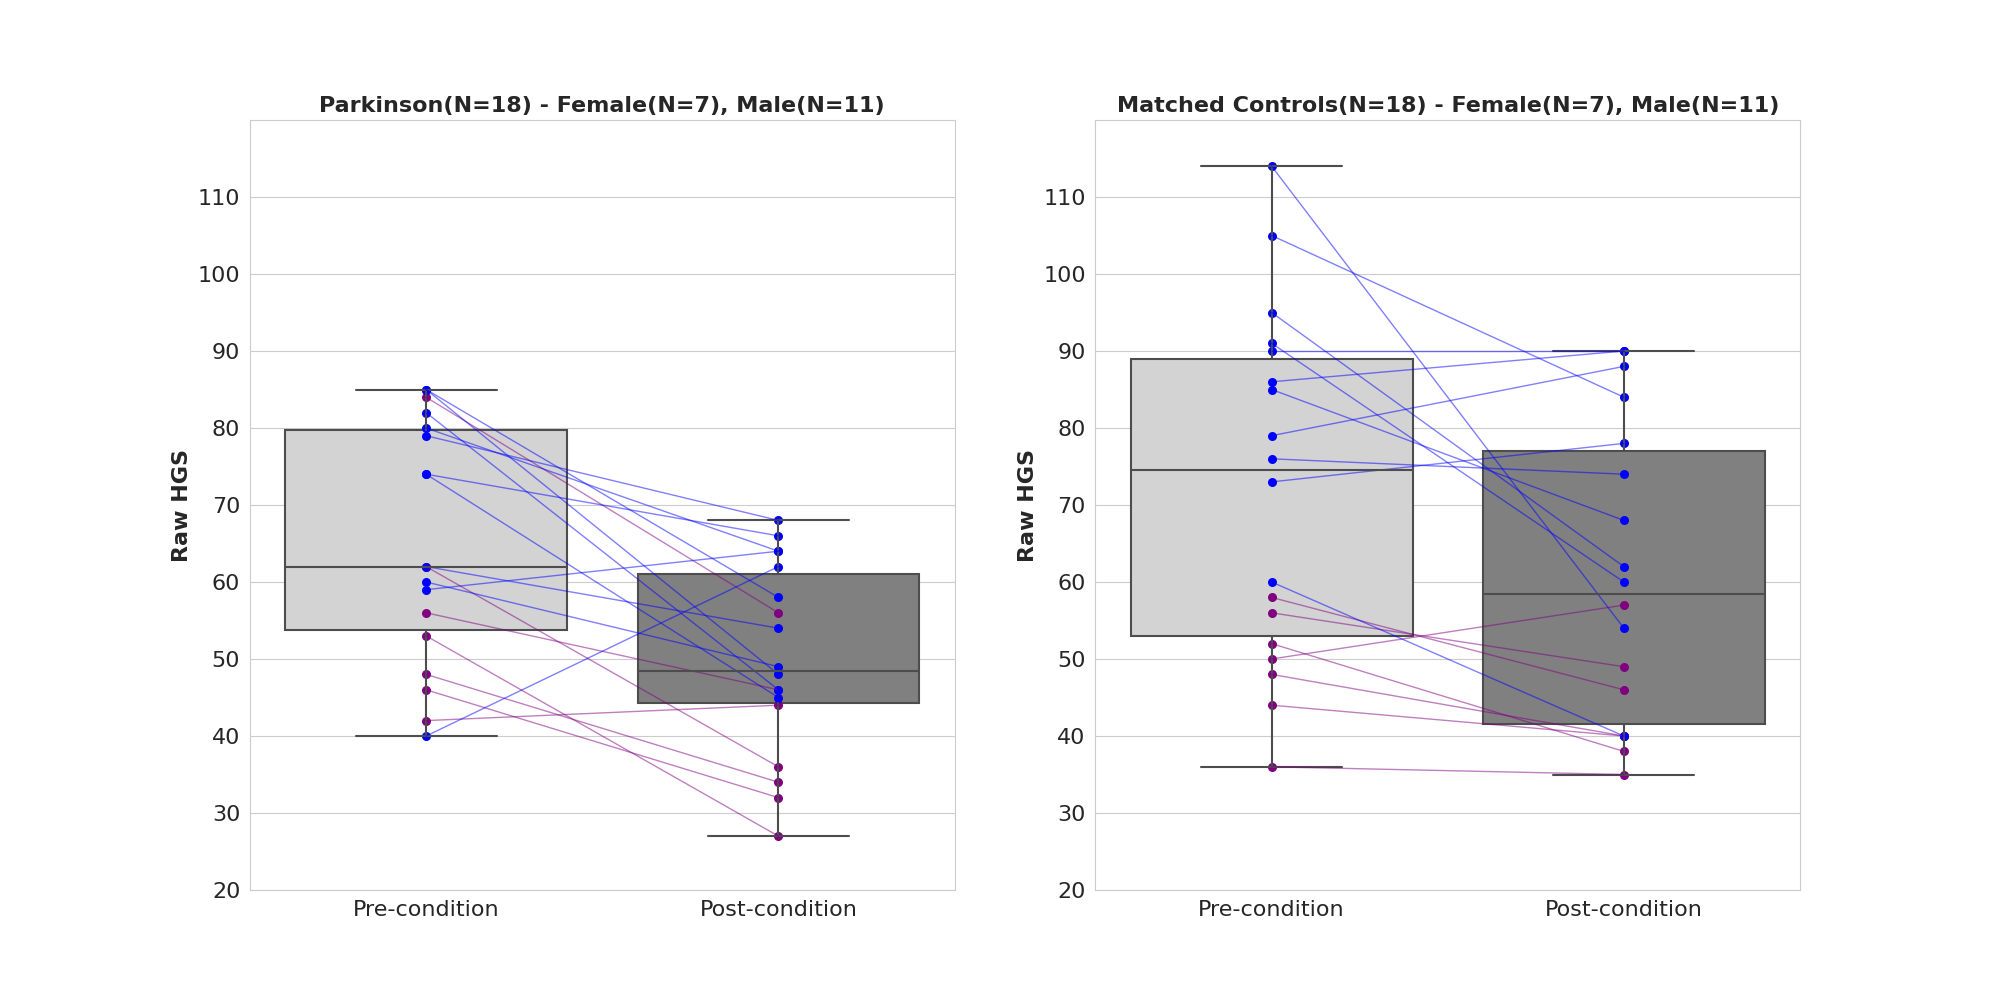 Parkinson(N=18) - Female(N=7), Male(N=11)
Raw HGS
110
100
90
80
70
60
50
40
30
20
Pre-condition
Post-condition
Matched Controls(N=18) - Female(N=7), Male(N=11)
Raw HGS
110
100
90
80
70
60
50
40
30
20
Pre-condition
Post-condition